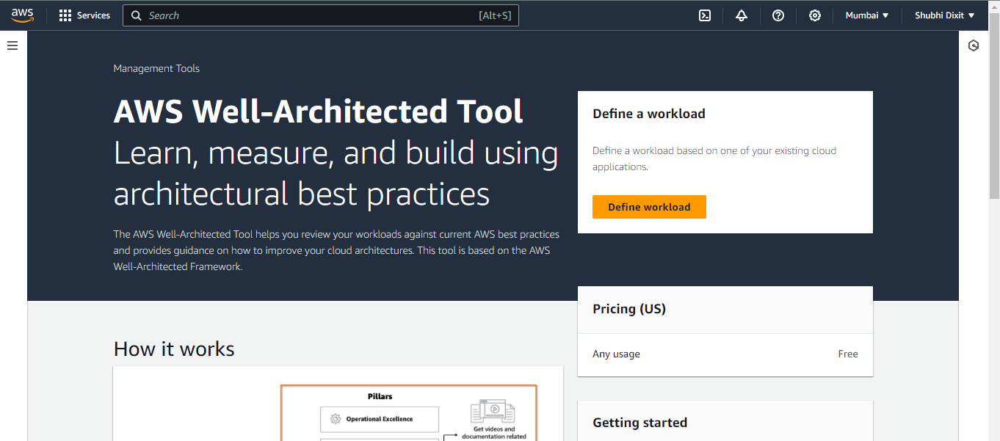 aws Services Search [Alt+S] Mumbai Shubhi Dixit
Management Tools
AWS Well-Architected Tool
Learn, measure, and build using
architectural best practices
The AWS Well-Architected Tool helps you review your workloads against current AWS best practices
and provides guidance on how to improve your cloud architectures. This tool is based on the AWS
Well-Architected Framework.
Define a workload
Define a workload based on one of your existing cloud
applications.
Define workload
Pricing (US)
Any usage Free
How it works
Pillars
Operational Excellence
Get videos and
documentation related
Getting started